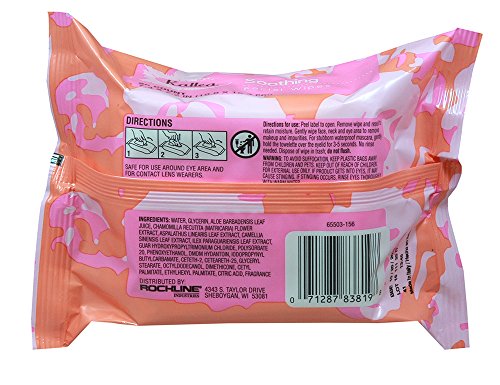 Soothing
DIRECTIONS
3
SAFE FOR USE AROUND EYE AREA AND
FOR CONTACT LENS WEARERS.
Directions for use: Peel label to open. Remove wipe and reseal to
retain moisture. Gently wipe face, neck and eye area to remove
makeup and impurities. For stubborn waterproof mascara, gently
hold the towelette over the eyelid for 3-5 seconds. No rinsing
needed. Dispose of wipe in trash; do not flush.
WARNING: TO AVOID SUFFOCATION, KEEP PLASTIC BAGS AWAY
FROM CHILDREN AND INFANTS. KEEP OUT OF REACH OF CHILDREN.
FOR EXTERNAL USE ONLY. IF PRODUCT GETS INTO EYES, IT MAY
CAUSE STINGING. IF STINGING OCCURS, RINSE EYES THOROUGHLY
INGREDIENTS: WATER, GLYCERIN, ALOE BARBADENSIS LEAF
JUICE, CHAMOMILLA RECUTITA (MATRICARIA) FLOWER
EXTRACT, ASPALATHUS LINEARIS LEAF EXTRACT, CAMELLIA
SINENSIS LEAF EXTRACT, ILEX PARAGUARIENSIS LEAF EXTRACT,
GUAR HYDROXYPROPYLTRIMONIUM CHLORIDE, POLYSORBATE
20, PHENOXYETHANOL, DMDM HYDANTOIN, IODOPROPYNYL
BUTYLCARBAMATE, CETETH-2, CETEARETH-25, GLYCERYL
STEARATE, OCTYLDODECANOL, DIMETHICONE, CETYL
PALMITATE, ETHYLHEXYL PALMITATE, CITRIC ACID, FRAGRANCE
DISTRIBUTED BY:
ROCKLINE INDUSTRIES
4343 S. TAYLOR DRIVE
SHEBOYGAN, WI 53081
65503-156
0 71287 83819